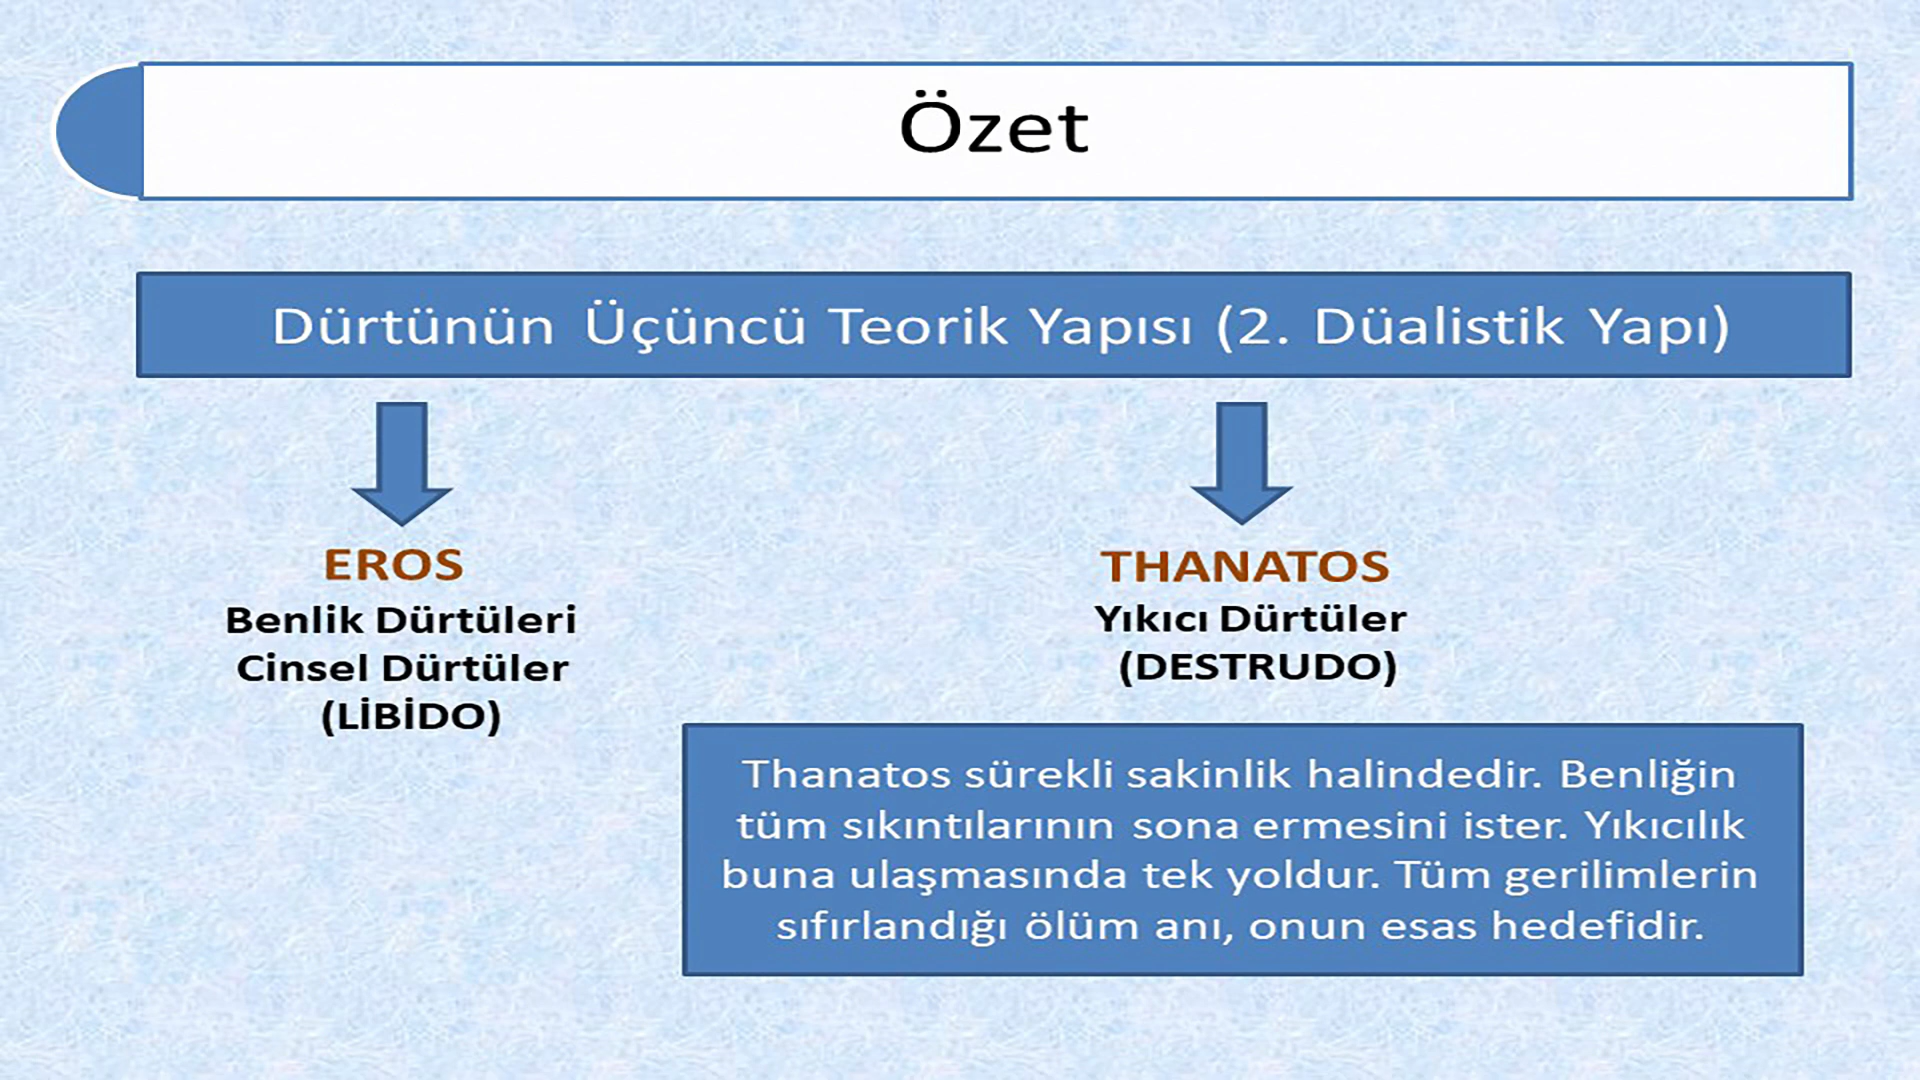 Özet
Dürtünün Üçüncü Teorik Yapısı (2. Düalistik Yapı)
EROS
Benlik Dürtüleri
Cinsel Dürtüler
(LİBİDO)
THANATOS
Yıkıcı Dürtüler
(DESTRUDO)
Thanatos sürekli sakinlik halindedir. Benliğin
tüm sıkıntılarının sona ermesini ister. Yıkıcılık
buna ulaşmasında tek yoldur. Tüm gerilimlerin
sıfırlandığı ölüm anı, onun esas hedefidir.